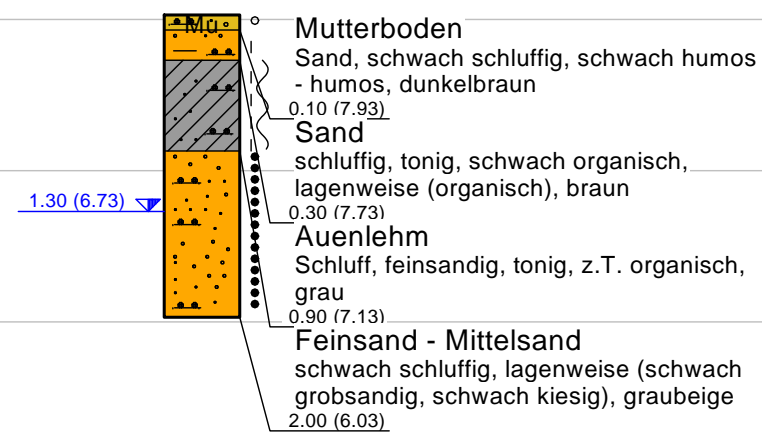 Mu
Mutterboden
Sand, schwach schluffig, schwach humos
- humos, dunkelbraun
0.10 (7.93)
Sand
schluffig, tonig, schwach organisch,
lagenweise (organisch), braun
1.30 (6.73)
0.30 (7.73)
Auenlehm
Schluff, feinsandig, tonig, z.T. organisch,
grau
0.90 (7.13)
Feinsand - Mittelsand
schwach schluffig, lagenweise (schwach
grobsandig, schwach kiesig), graubeige
2.00 (6.03)